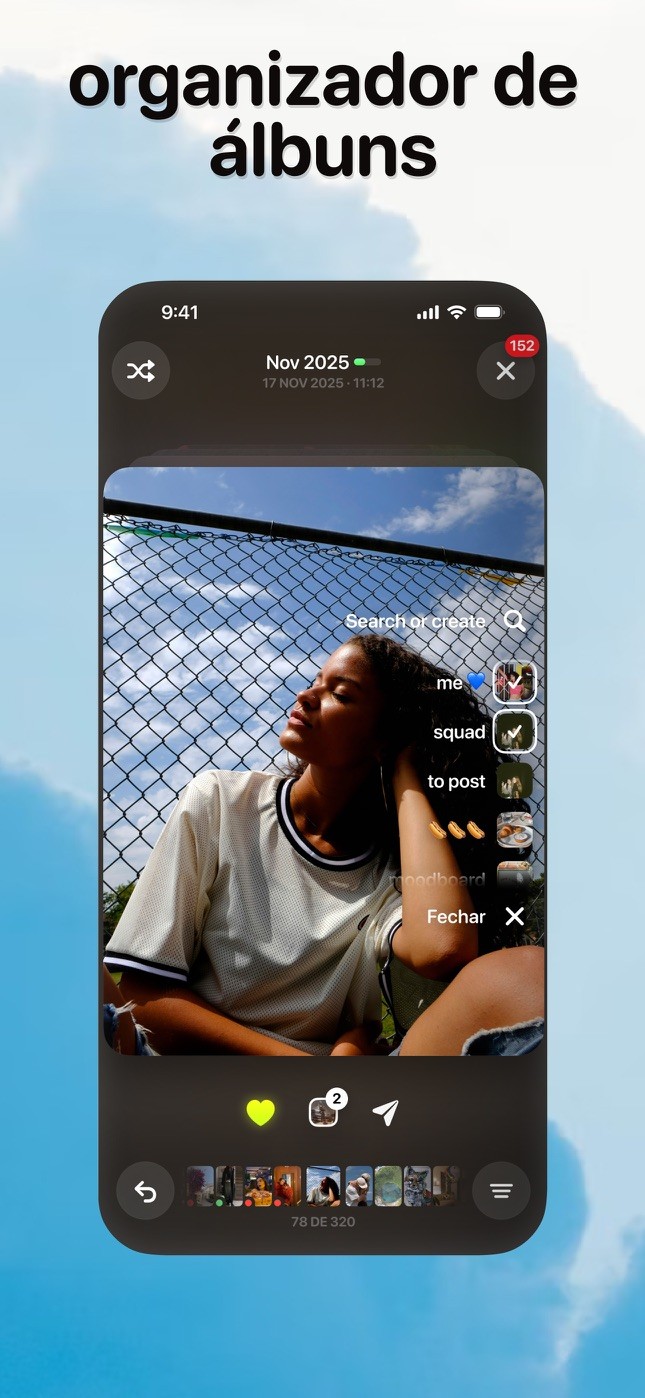 organizador de
álbuns
9:41
152
Nov 2025
17 NOV 2025 · 11:12
Search or create
me💙
squad
to post
🌭🌭🌭
moodboard
Fechar
2
78 DE 320